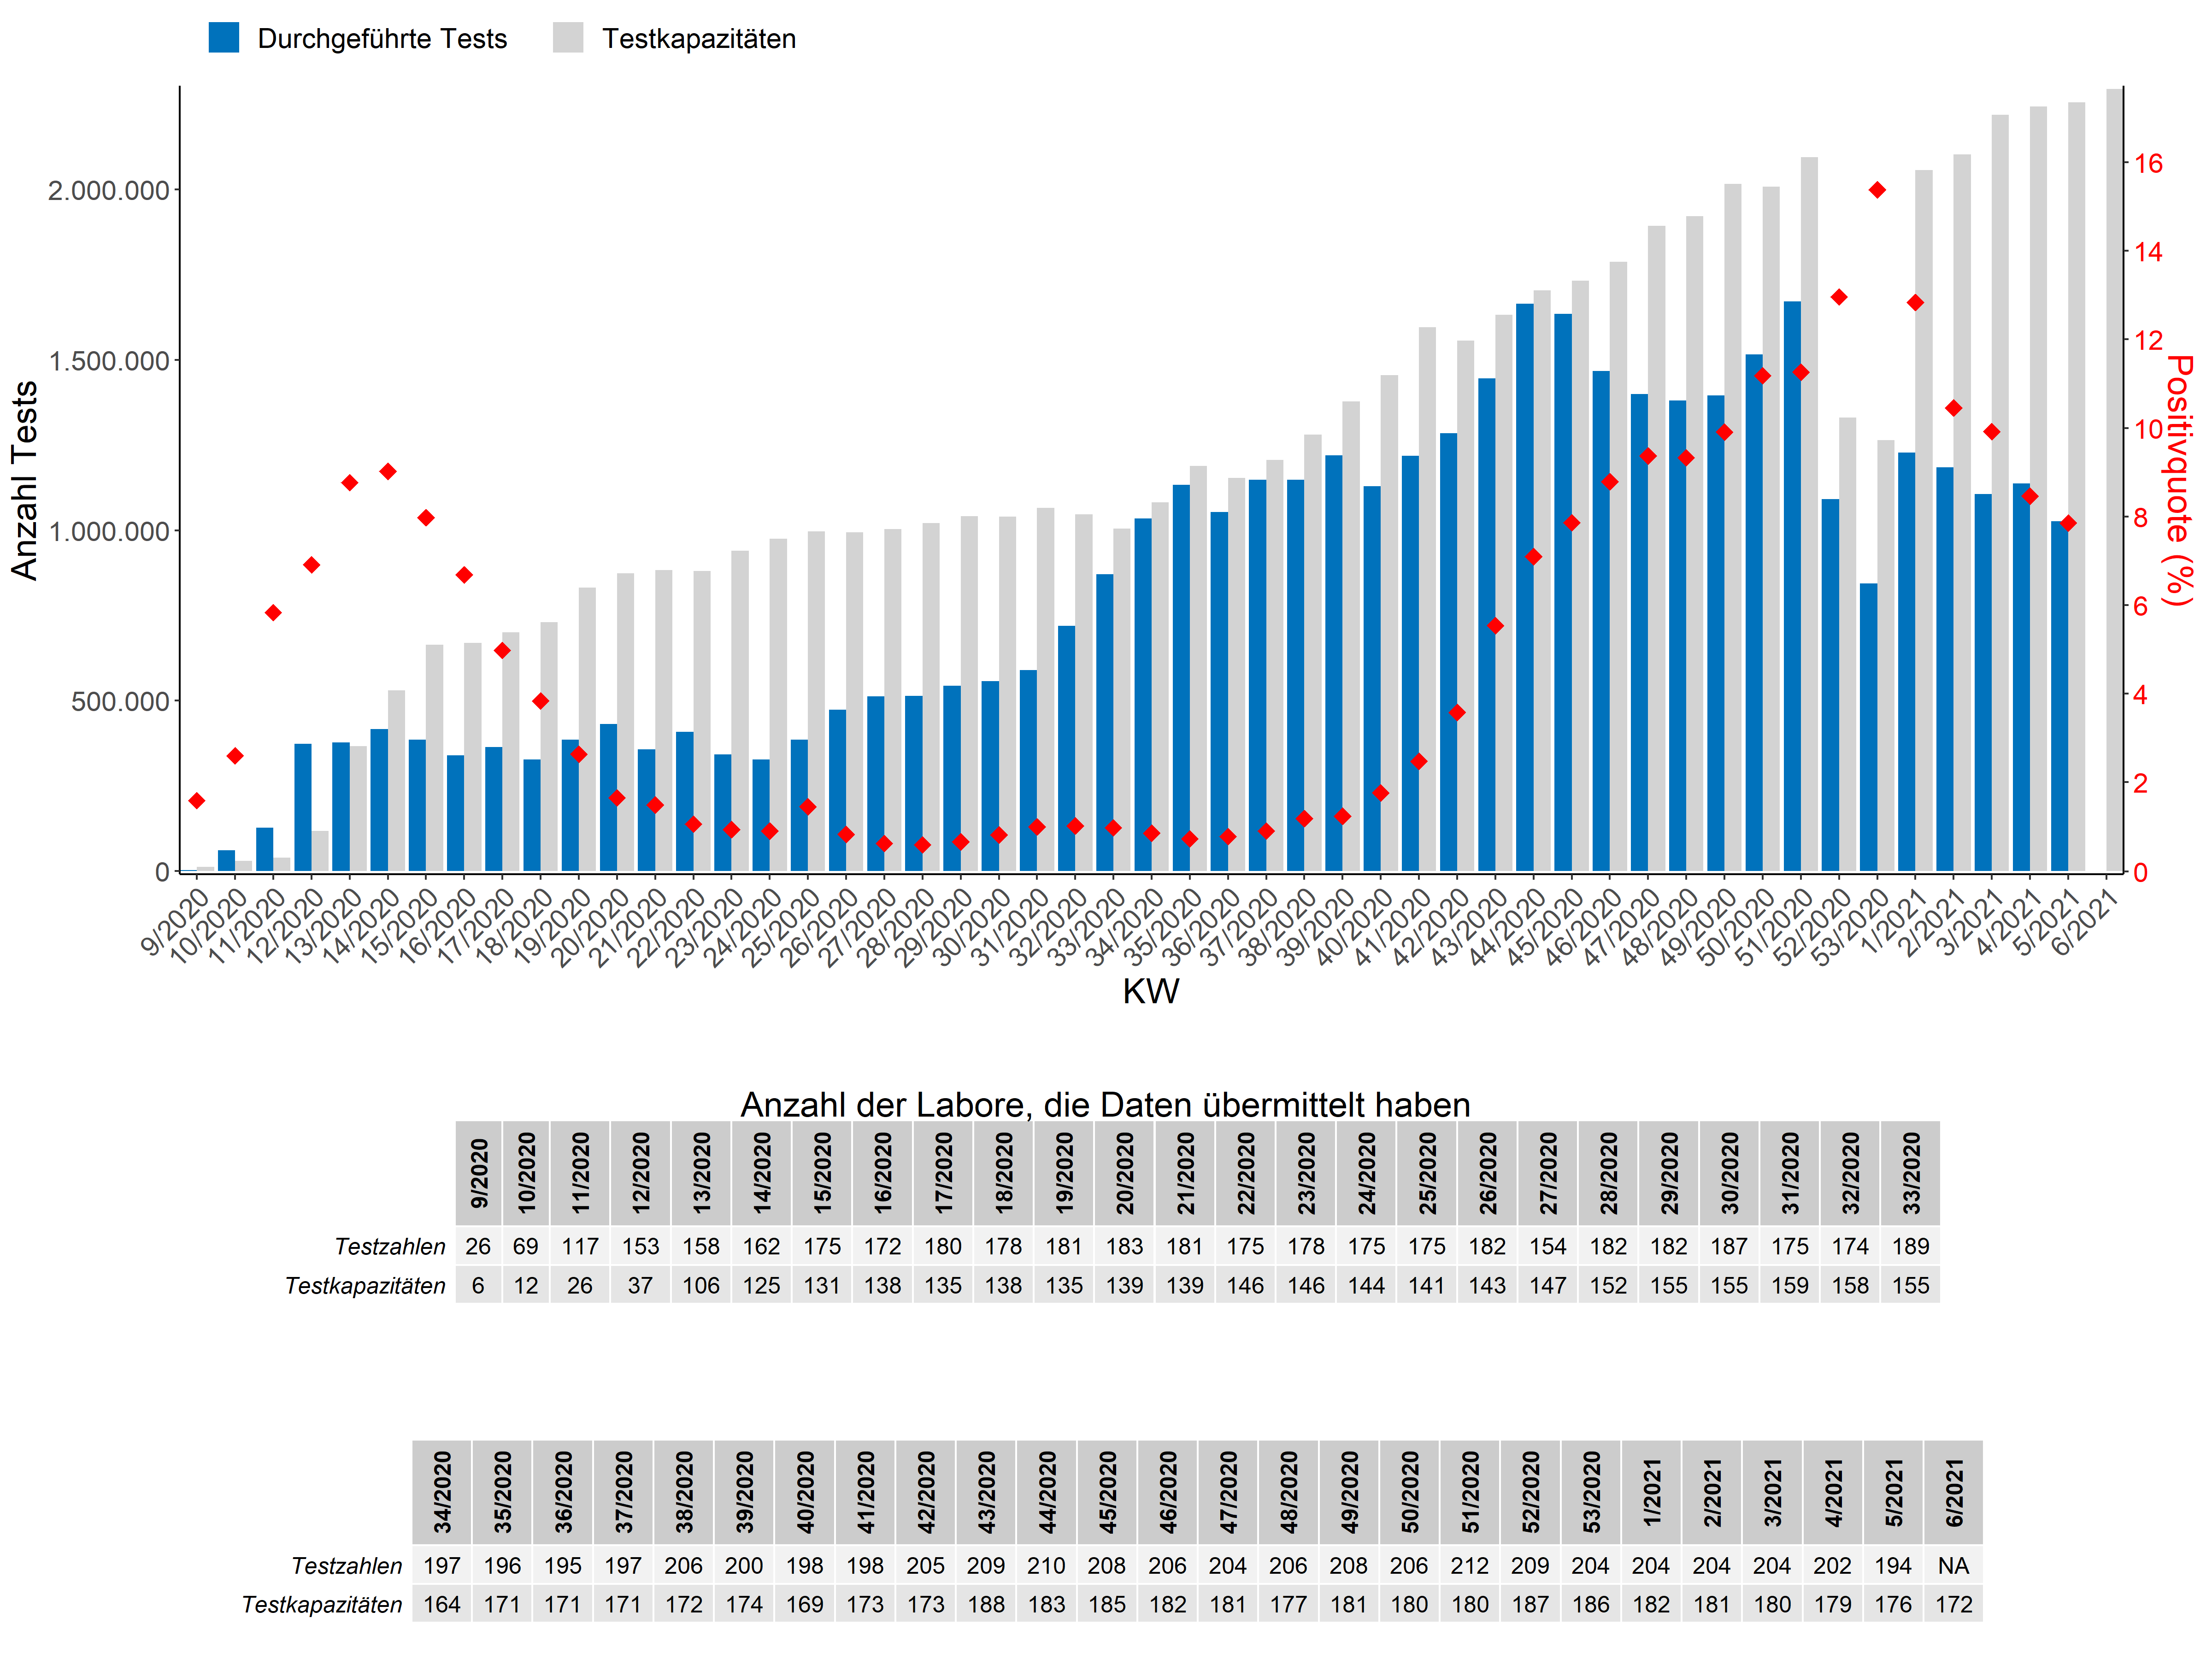 Durchgeführte Tests Testkapazitäten
Anzahl Tests
2.000.000
1.500.000
1.000.000
500.000
0
16
14
12
10
8
6
4
2
0
Positivquote (%)
9/2020 10/2020 11/2020 12/2020 13/2020 14/2020 15/2020 16/2020 17/2020 18/2020 19/2020 20/2020 21/2020 22/2020 23/2020 24/2020 25/2020 26/2020 27/2020 28/2020 29/2020 30/2020 31/2020 32/2020 33/2020 34/2020 35/2020 36/2020 37/2020 38/2020 39/2020 40/2020 41/2020 42/2020 43/2020 44/2020 45/2020 46/2020 47/2020 48/2020 49/2020 50/2020 51/2020 52/2020 53/2020 1/2021 2/2021 3/2021 4/2021 5/2021 6/2021
KW
Anzahl der Labore, die Daten übermittelt haben
9/2020 10/2020 11/2020 12/2020 13/2020 14/2020 15/2020 16/2020 17/2020 18/2020 19/2020 20/2020 21/2020 22/2020 23/2020 24/2020 25/2020 26/2020 27/2020 28/2020 29/2020 30/2020 31/2020 32/2020 33/2020
Testzahlen 26 69 117 153 158 162 175 172 180 178 181 183 181 175 178 175 175 182 154 182 182 187 175 174 189
Testkapazitäten 6 12 26 37 106 125 131 138 135 138 135 139 139 146 146 144 141 143 147 152 155 155 159 158 155
34/2020 35/2020 36/2020 37/2020 38/2020 39/2020 40/2020 41/2020 42/2020 43/2020 44/2020 45/2020 46/2020 47/2020 48/2020 49/2020 50/2020 51/2020 52/2020 53/2020 1/2021 2/2021 3/2021 4/2021 5/2021 6/2021
Testzahlen 197 196 195 197 206 200 198 198 205 209 210 208 206 204 206 208 206 212 209 204 204 204 204 202 194 NA
Testkapazitäten 164 171 171 171 172 174 169 173 173 188 183 185 182 181 177 181 180 180 187 186 182 181 180 179 176 172